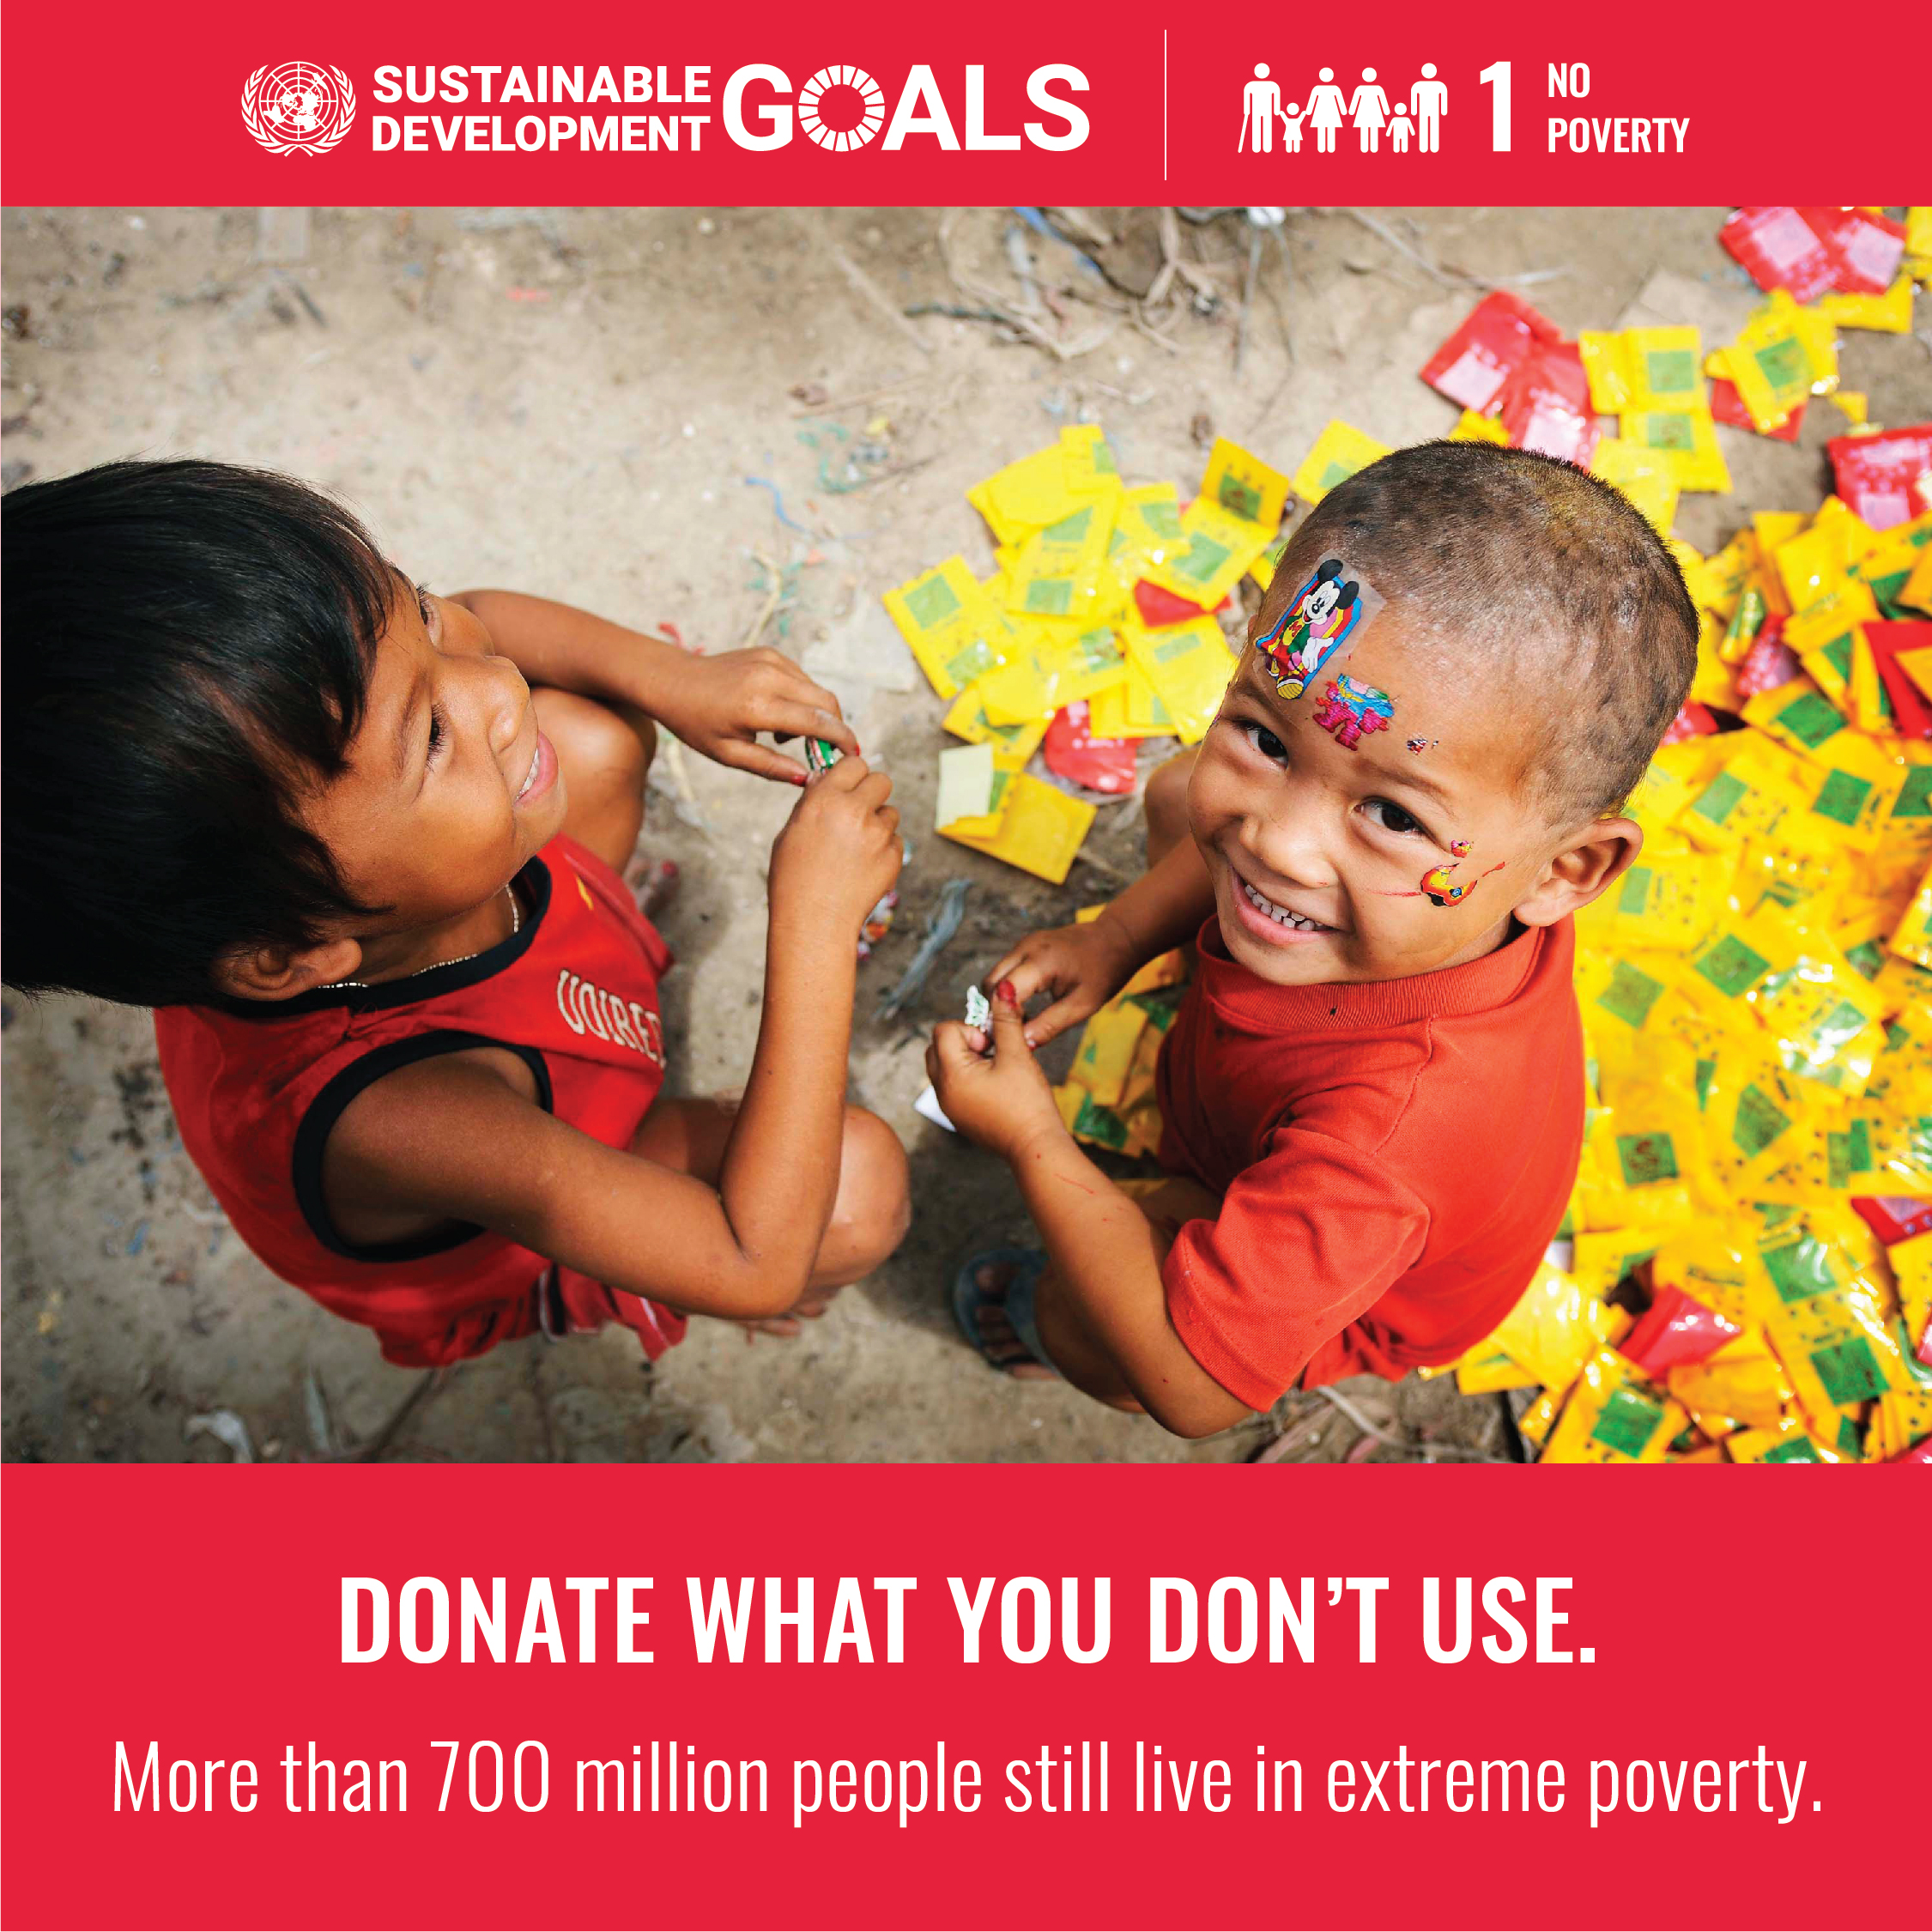 SUSTAINABLE
DEVELOPMENT
GOALS
1
NO
POVERTY
DONATE WHAT YOU DON'T USE.
More than 700 million people still live in extreme poverty.